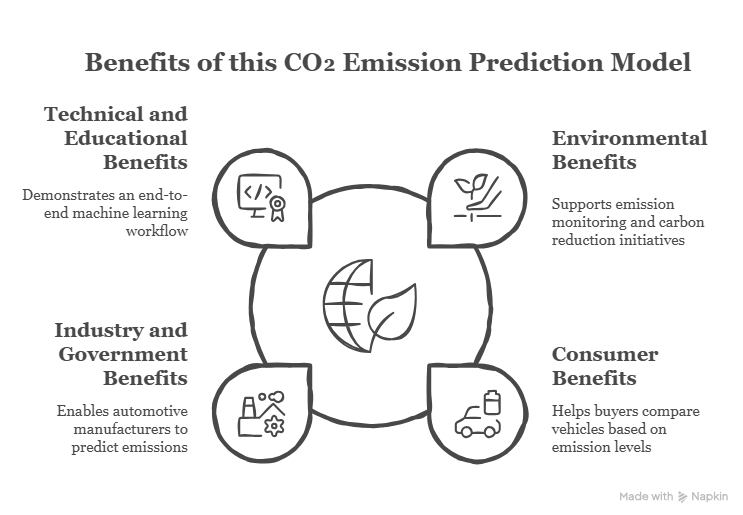 Benefits of this CO2 Emission Prediction Model
Technical and
Educational
Benefits
Demonstrates an end-to-
end machine learning
workflow
</>
Environmental
Benefits
Supports emission
monitoring and carbon
reduction initiatives
Industry and
Government
Benefits
Enables automotive
manufacturers to
predict emissions
Consumer
Benefits
Helps buyers compare
vehicles based on
emission levels
Made with Napkin